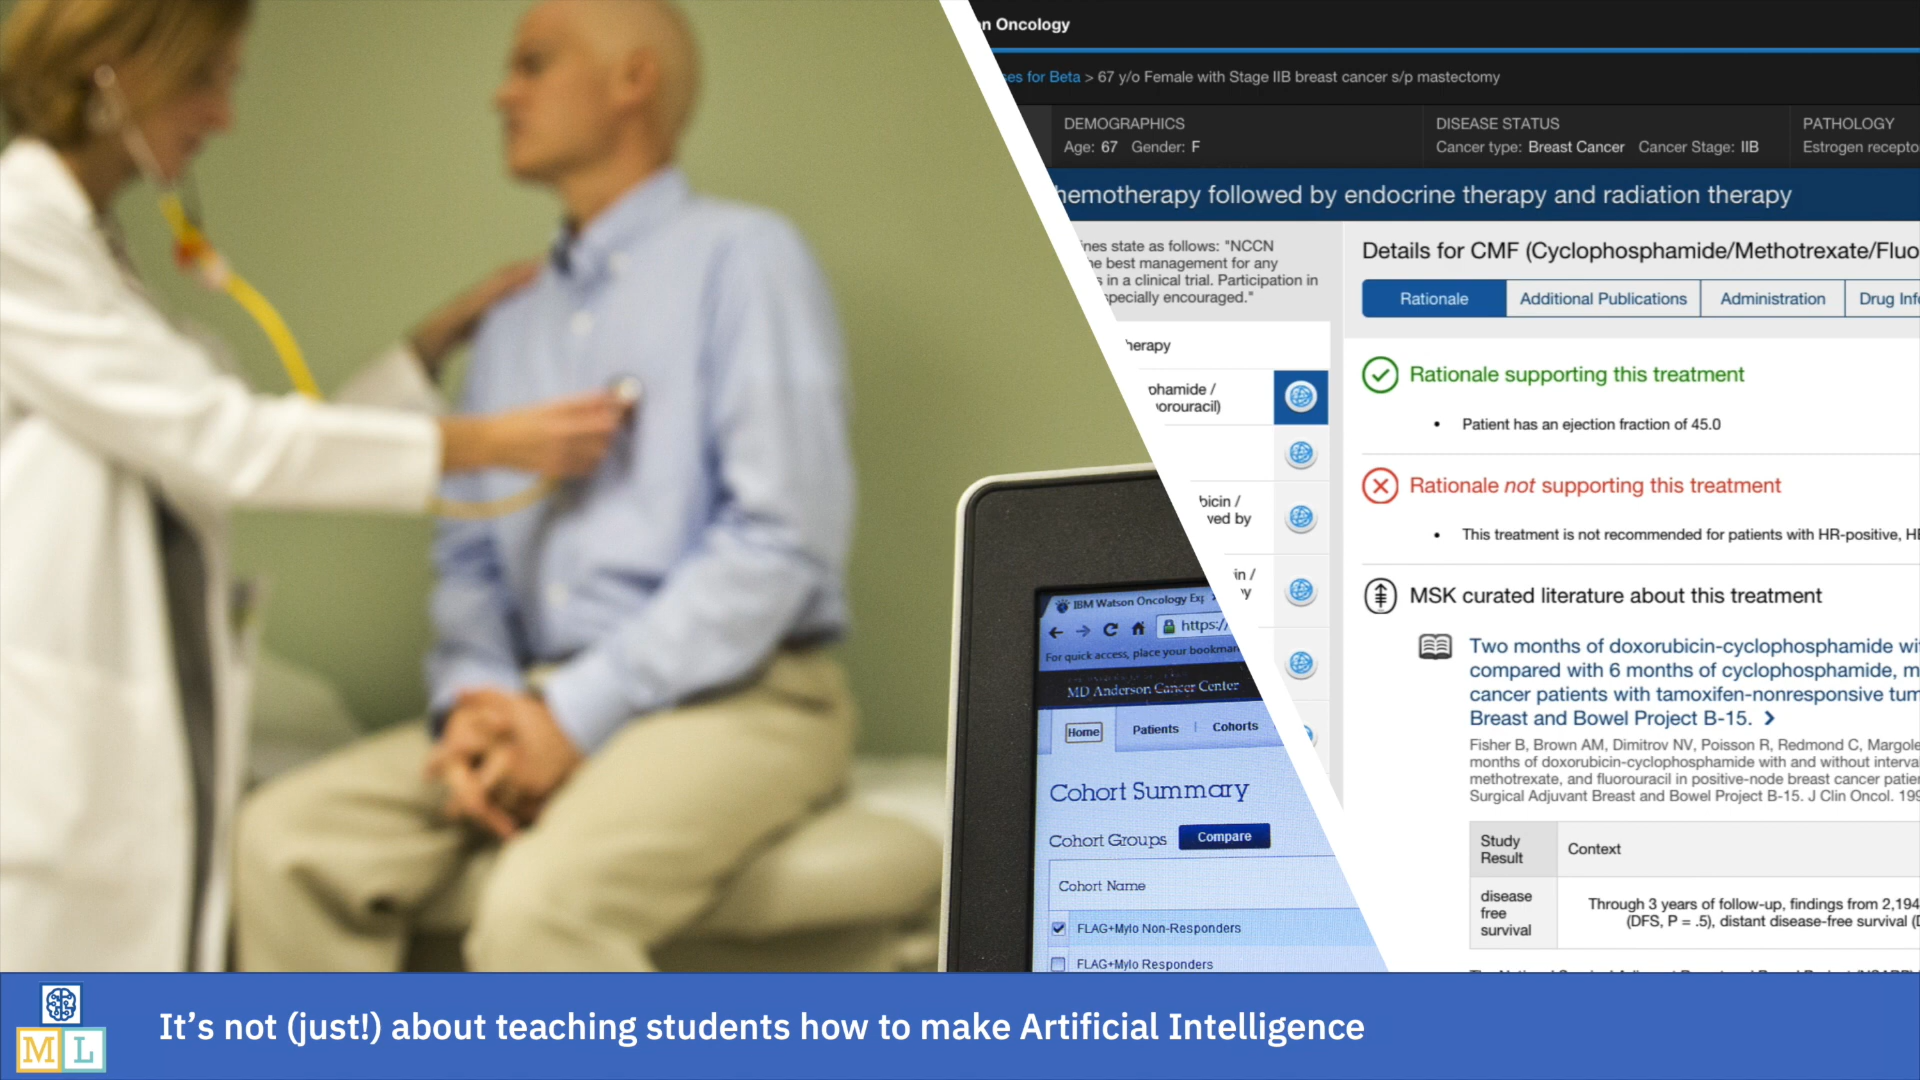 n Oncology
es for Beta > 67 y/o Female with Stage IIB breast cancer s/p mastectomy
DEMOGRAPHICS
Age: 67 Gender: F
DISEASE STATUS
Cancer type: Breast Cancer Cancer Stage: IIB
PATHOLOGY
Estrogen recepto
hemotherapy followed by endocrine therapy and radiation therapy
nes state as follows: "NCCN
e best management for any
s in a clinical trial. Participation in
specially encouraged."
herapy
phamide /
orouracil)
bicin /
ved by
in /
y
Details for CMF (Cyclophosphamide/Methotrexate/Fluo
Rationale
Additional Publications
Administration
Drug Inf
Rationale supporting this treatment
• Patient has an ejection fraction of 45.0
Rationale not supporting this treatment
• This treatment is not recommended for patients with HR-positive, HE
MSK curated literature about this treatment
Two months of doxorubicin-cyclophosphamide wi
compared with 6 months of cyclophosphamide, m
cancer patients with tamoxifen-nonresponsive tum
Breast and Bowel Project B-15. >
Fisher B, Brown AM, Dimitrov NV, Poisson R, Redmond C, Margole
months of doxorubicin-cyclophosphamide with and without interva
methotrexate, and fluorouracil in positive-node breast cancer patie
Surgical Adjuvant Breast and Bowel Project B-15. J Clin Oncol. 199
Study
Result
Context
disease
free
survival
Through 3 years of follow-up, findings from 2,194
(DFS, P = .5), distant disease-free survival (D
IBM Watson Oncology Exp
https:/
For quick access, place your bookmar
MD Anderson Cancer Center
Home
Patients
Cohorts
Cohort Summary
Cohort Groups
Compare
Cohort Name
FLAG+Mylo Non-Responders
FLAG+Mylo Responders
M L
It's not (just!) about teaching students how to make Artificial Intelligence